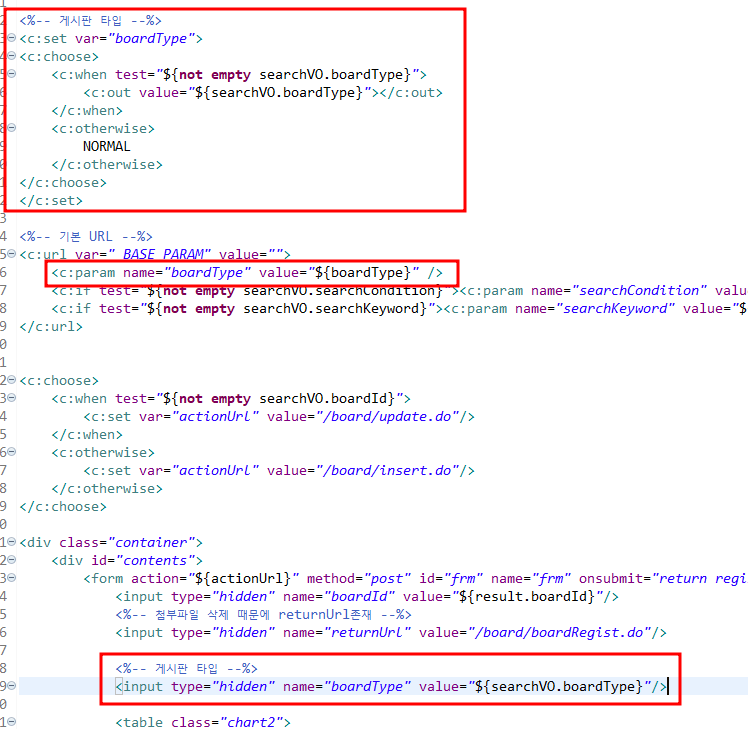 <%-- 게시판 타입 --%>
<c:set var="boardType">
<c:choose>
<c:when test="${not empty searchVO.boardType}">
<c:out value="${searchVO.boardType}"></c:out>
</c:when>
<c:otherwise>
NORMAL
</c:otherwise>
</c:choose>
</c:set>
<%-- 기본 URL --%>
<c:url var="_BASE_PARAM" value="">
<c:param name="boardType" value="${boardType}" />
<c:if test="${not empty searchVO.searchCondition}"><c:param name="searchCondition" valu
<c:if test="${not empty searchVO.searchKeyword}"><c:param name="searchKeyword" value="$
</c:url>
<c:choose>
<c:when test="${not empty searchVO.boardId}">
<c:set var="actionUrl" value="/board/update.do"/>
</c:when>
<c:otherwise>
<c:set var="actionUrl" value="/board/insert.do"/>
</c:otherwise>
</c:choose>
<div class="container">
<div id="contents">
<form action="${actionUrl}" method="post" id="frm" name="frm" onsubmit="return regi
<input type="hidden" name="boardId" value="${result.boardId}"/>
<%-- 첨부파일 삭제 때문에 returnUrl존재 --%>
<input type="hidden" name="returnUrl" value="/board/boardRegist.do"/>
<%-- 게시판 타입 --%>
<input type="hidden" name="boardType" value="${searchVO.boardType}"/>
<table class="chart2">